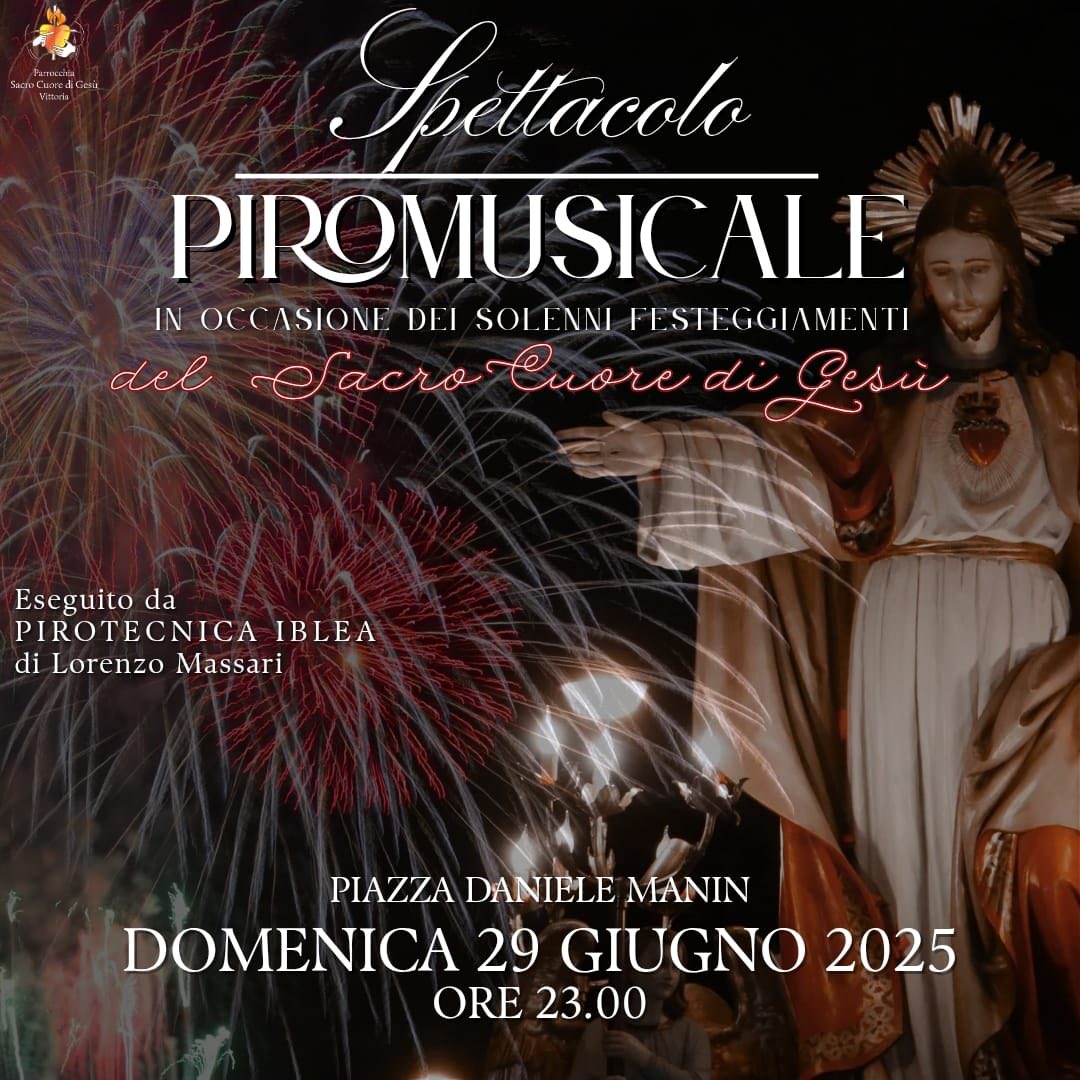 Parrocchia
Sacro Cuore di Gesù
Vittoria
Spettacolo
PIROMUSICALE
IN OCCASIONE DEI SOLENNI FESTEGGIAMENTI
del Sacro Cuore di Gesù
Eseguito da
PIROTECNICA IBLEA
di Lorenzo Massari
PIAZZA DANIELE MANIN
DOMENICA 29 GIUGNO 2025
ORE 23.00